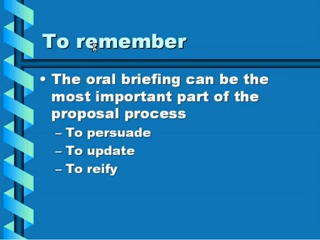 To remember
• The oral briefing can be the
most important part of the
proposal process
– To persuade
– To update
– To reify